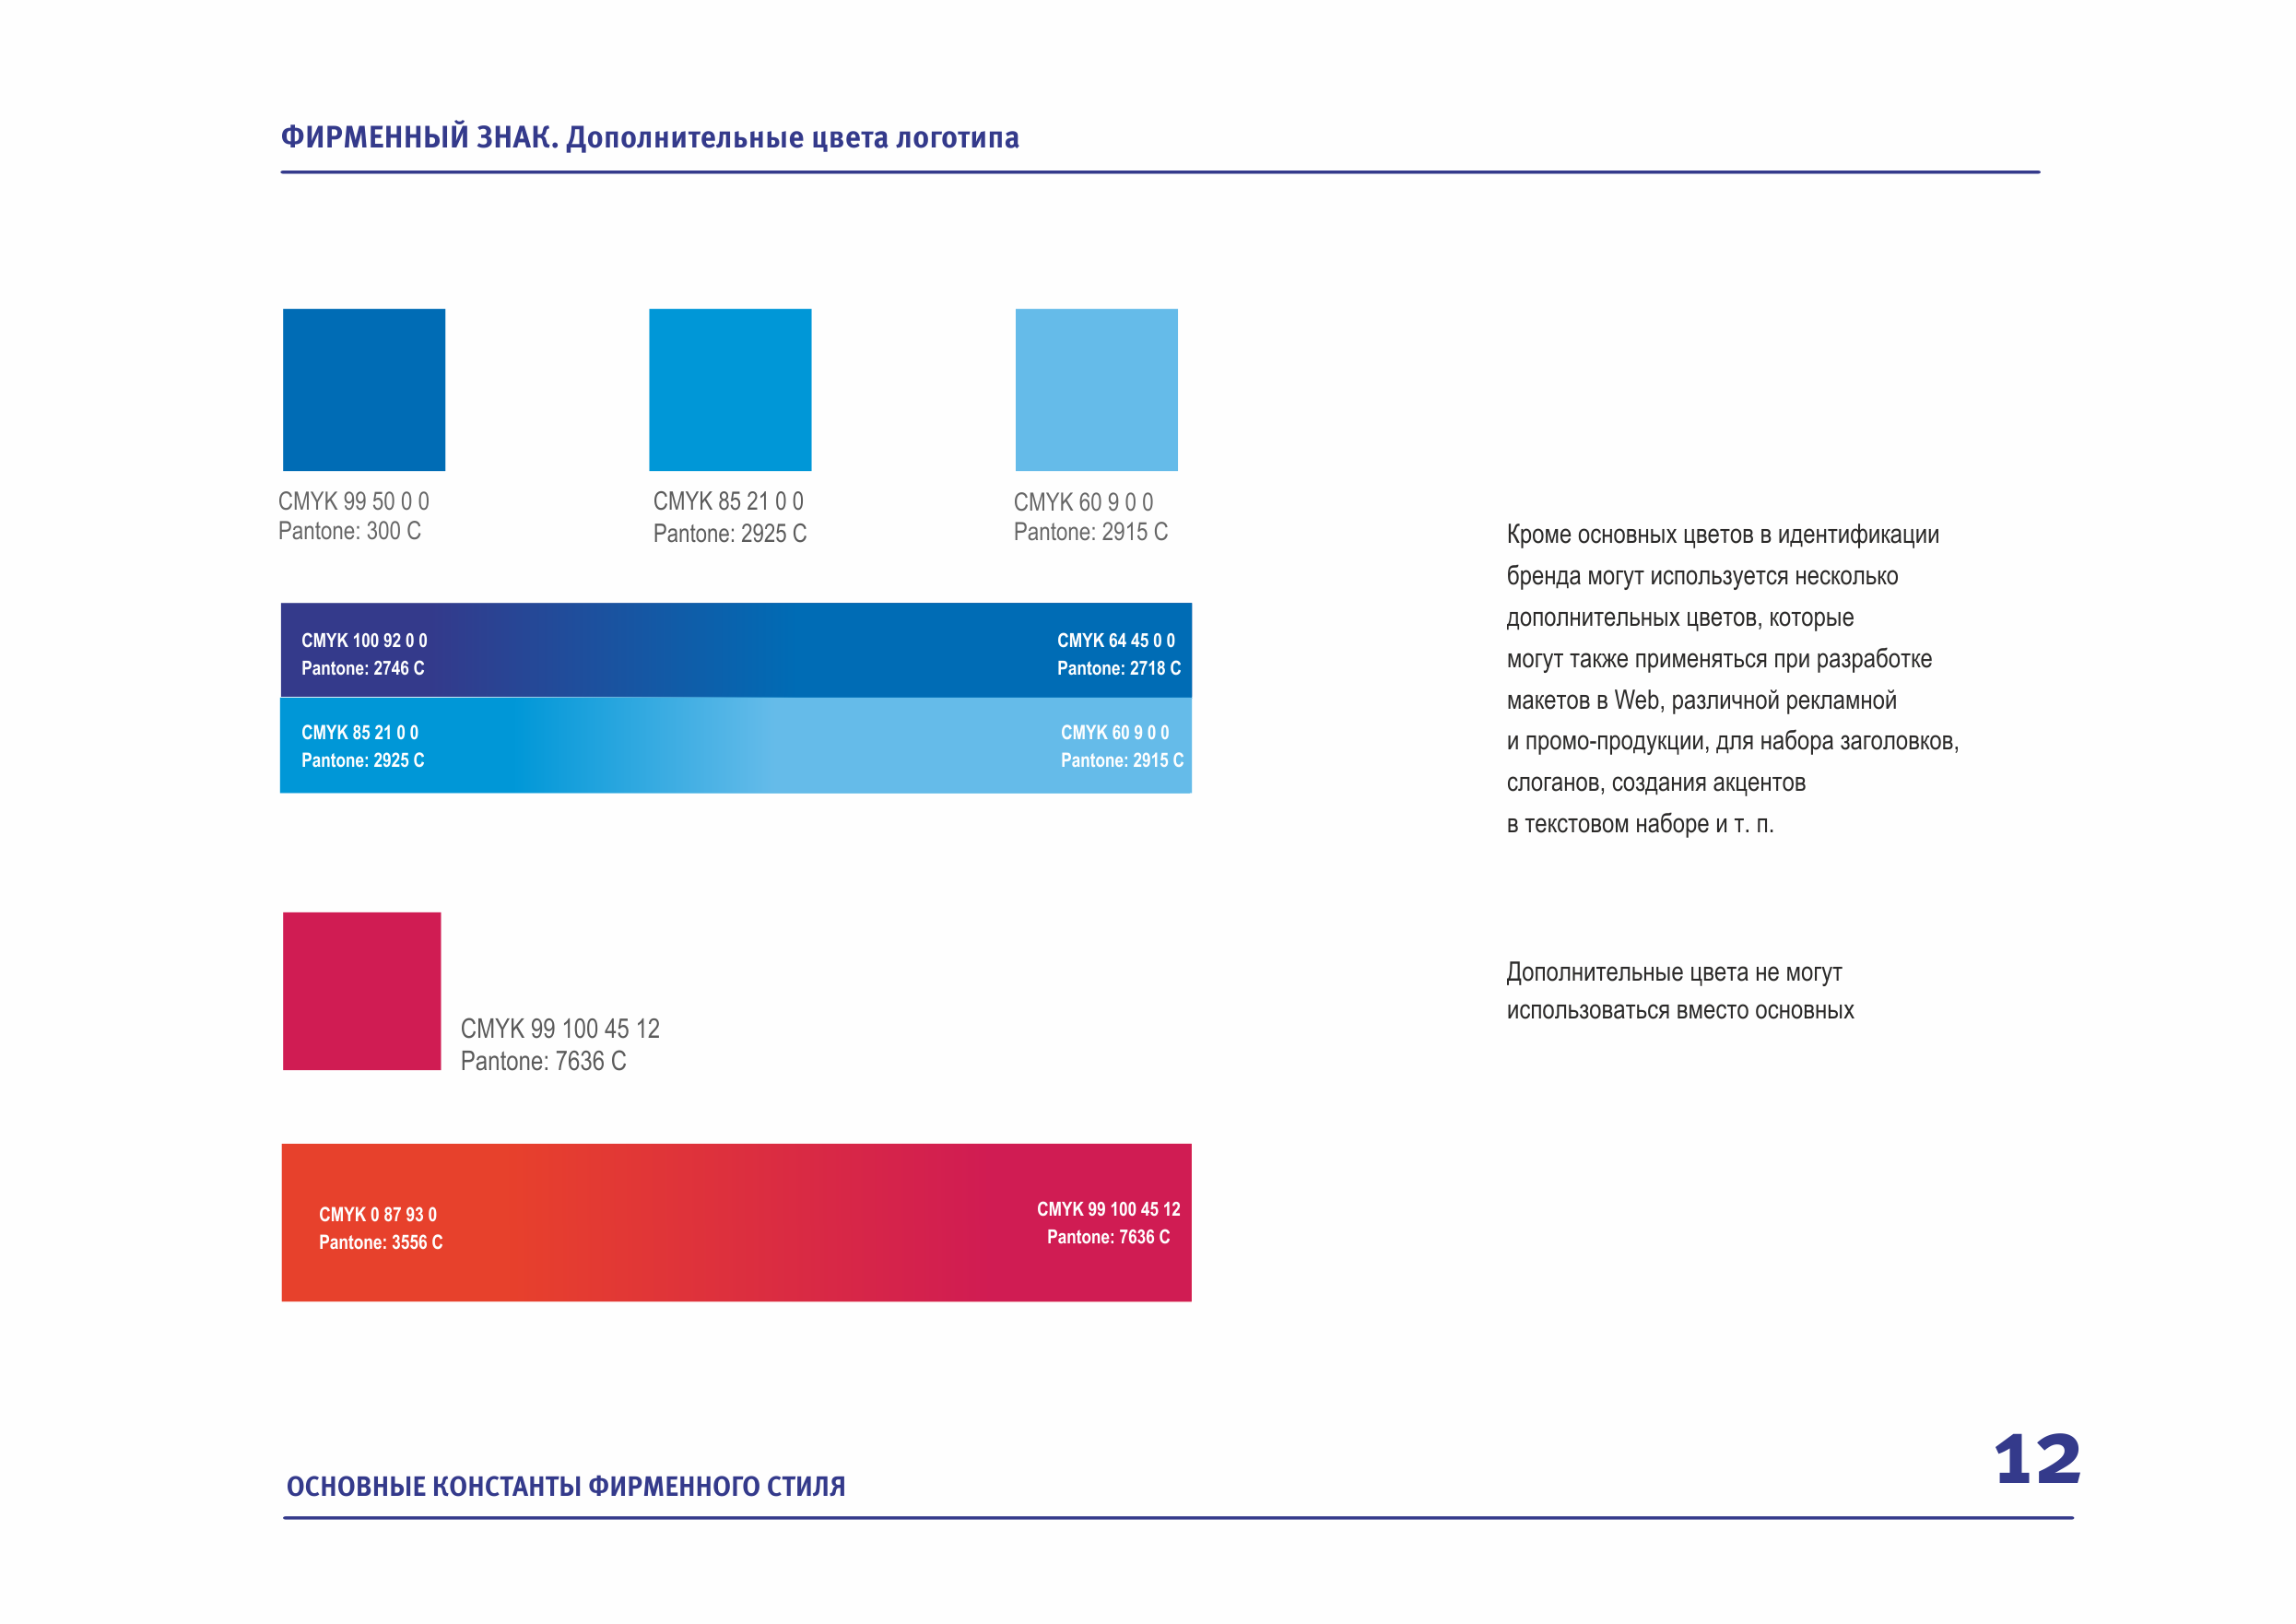 ФИРМЕННЫЙ ЗНАК. Дополнительные цвета логотипа
CMYK 99 50 0 0
Pantone: 300 C
CMYK 85 21 0 0
Pantone: 2925 C
CMYK 60 9 0 0
Pantone: 2915 C
CMYK 100 92 0 0
Pantone: 2746 C
CMYK 64 45 0 0
Pantone: 2718 C
CMYK 85 21 0 0
Pantone: 2925 C
CMYK 60 9 0 0
Pantone: 2915 C
Кроме основных цветов в идентификации
бренда могут используется несколько
дополнительных цветов, которые
могут также применяться при разработке
макетов в Web, различной рекламной
и промо-продукции, для набора заголовков,
слоганов, создания акцентов
в текстовом наборе и т. п.
CMYK 99 100 45 12
Pantone: 7636 C
Дополнительные цвета не могут
использоваться вместо основных
CMYK 0 87 93 0
Pantone: 3556 C
CMYK 99 100 45 12
Pantone: 7636 C
ОСНОВНЫЕ КОНСТАНТЫ ФИРМЕННОГО СТИЛЯ
12